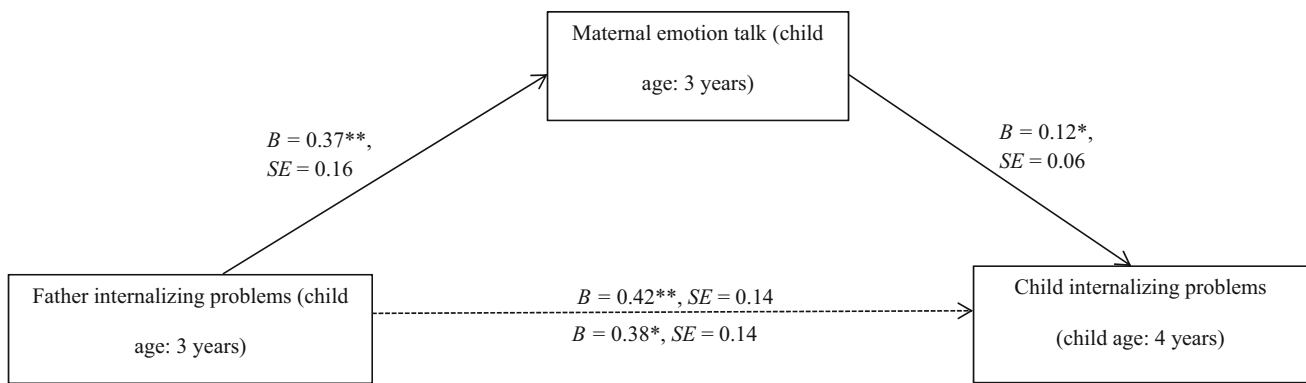 Maternal emotion talk (child
age: 3 years)
B = 0.37**,
SE = 0.16
B = 0.12*,
SE = 0.06
Father internalizing problems (child
age: 3 years)
B = 0.42**, SE = 0.14
B = 0.38*, SE = 0.14
Child internalizing problems
(child age: 4 years)